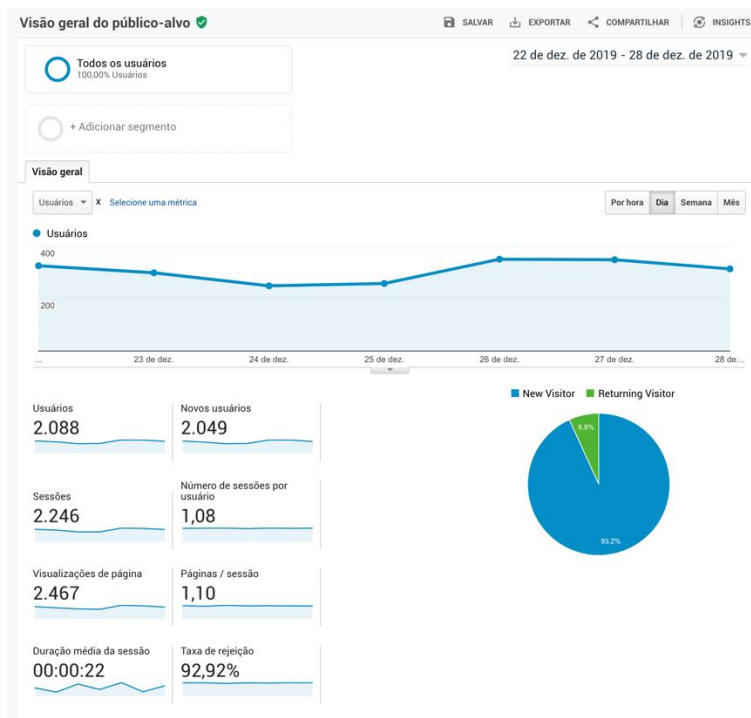 Visão geral do público-alvo
SALVAR EXPORTAR COMPARTILHAR INSIGHTS
Todos os usuários
100,00% Usuários
22 de dez. de 2019 - 28 de dez. de 2019
+ Adicionar segmento
Visão geral
Usuários X Selecione uma métrica
Por hora Dia Semana Mês
Usuários
400
200
... 23 de dez. 24 de dez. 25 de dez. 26 de dez. 27 de dez. 28 de...
New Visitor Returning Visitor
6,8%
93,2%
Usuários
2.088
Novos usuários
2.049
Sessões
2.246
Número de sessões por
usuário
1,08
Visualizações de página
2.467
Páginas / sessão
1,10
Duração média da sessão
00:00:22
Taxa de rejeição
92,92%